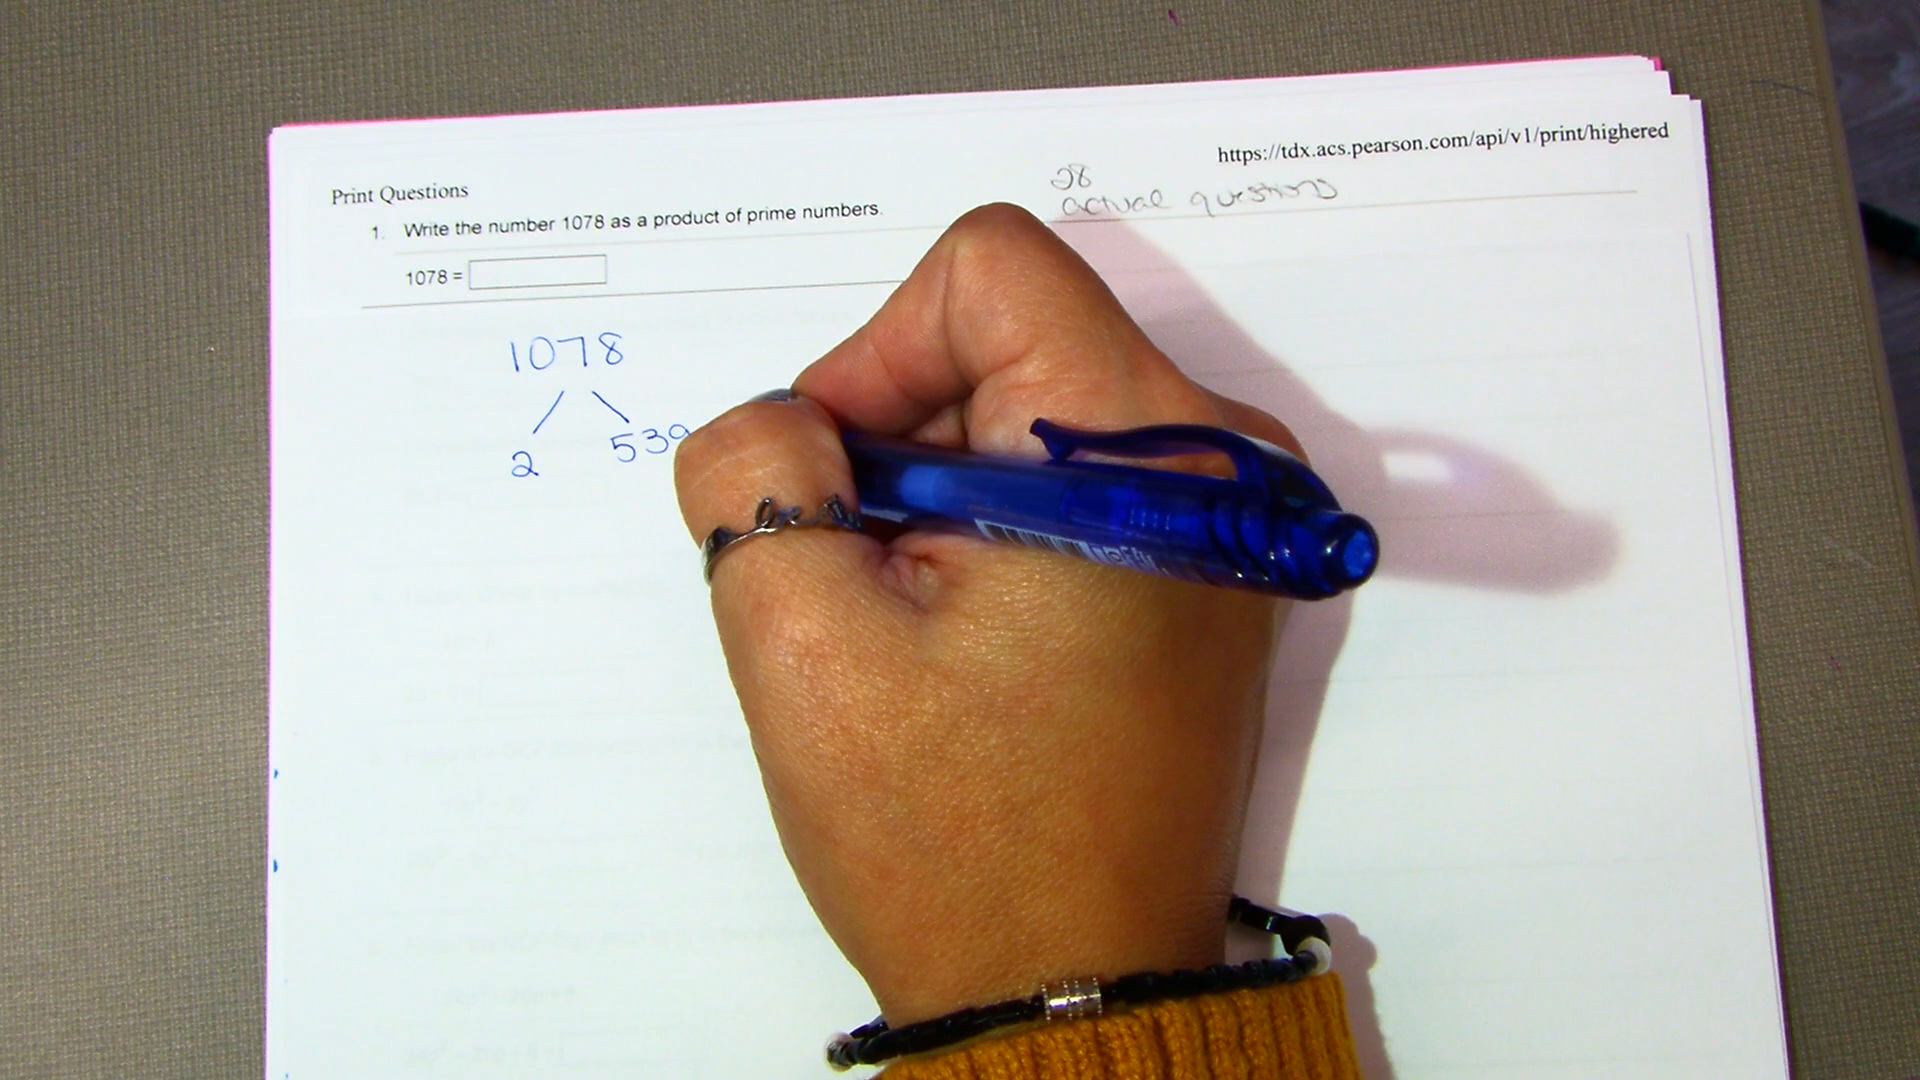 https://tdx.acs.pearson.com/api/v1/print/highered
Print Questions
28
actual questions
1. Write the number 1078 as a product of prime numbers.
1078 =
1078
2 539